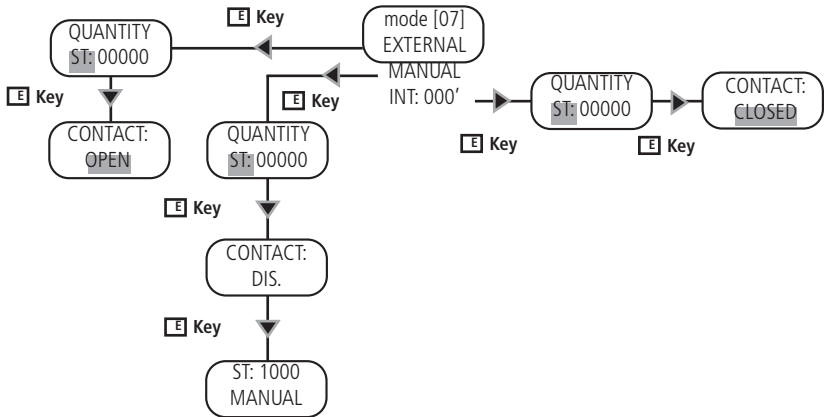 E Key
mode [07]
EXTERNAL
MANUAL
INT: 000'
QUANTITY
ST: 00000
E Key
CONTACT:
OPEN
E Key
QUANTITY
ST: 00000
E Key
CONTACT:
DIS.
E Key
ST: 1000
MANUAL
QUANTITY
ST: 00000
E Key
CONTACT:
CLOSED
E Key